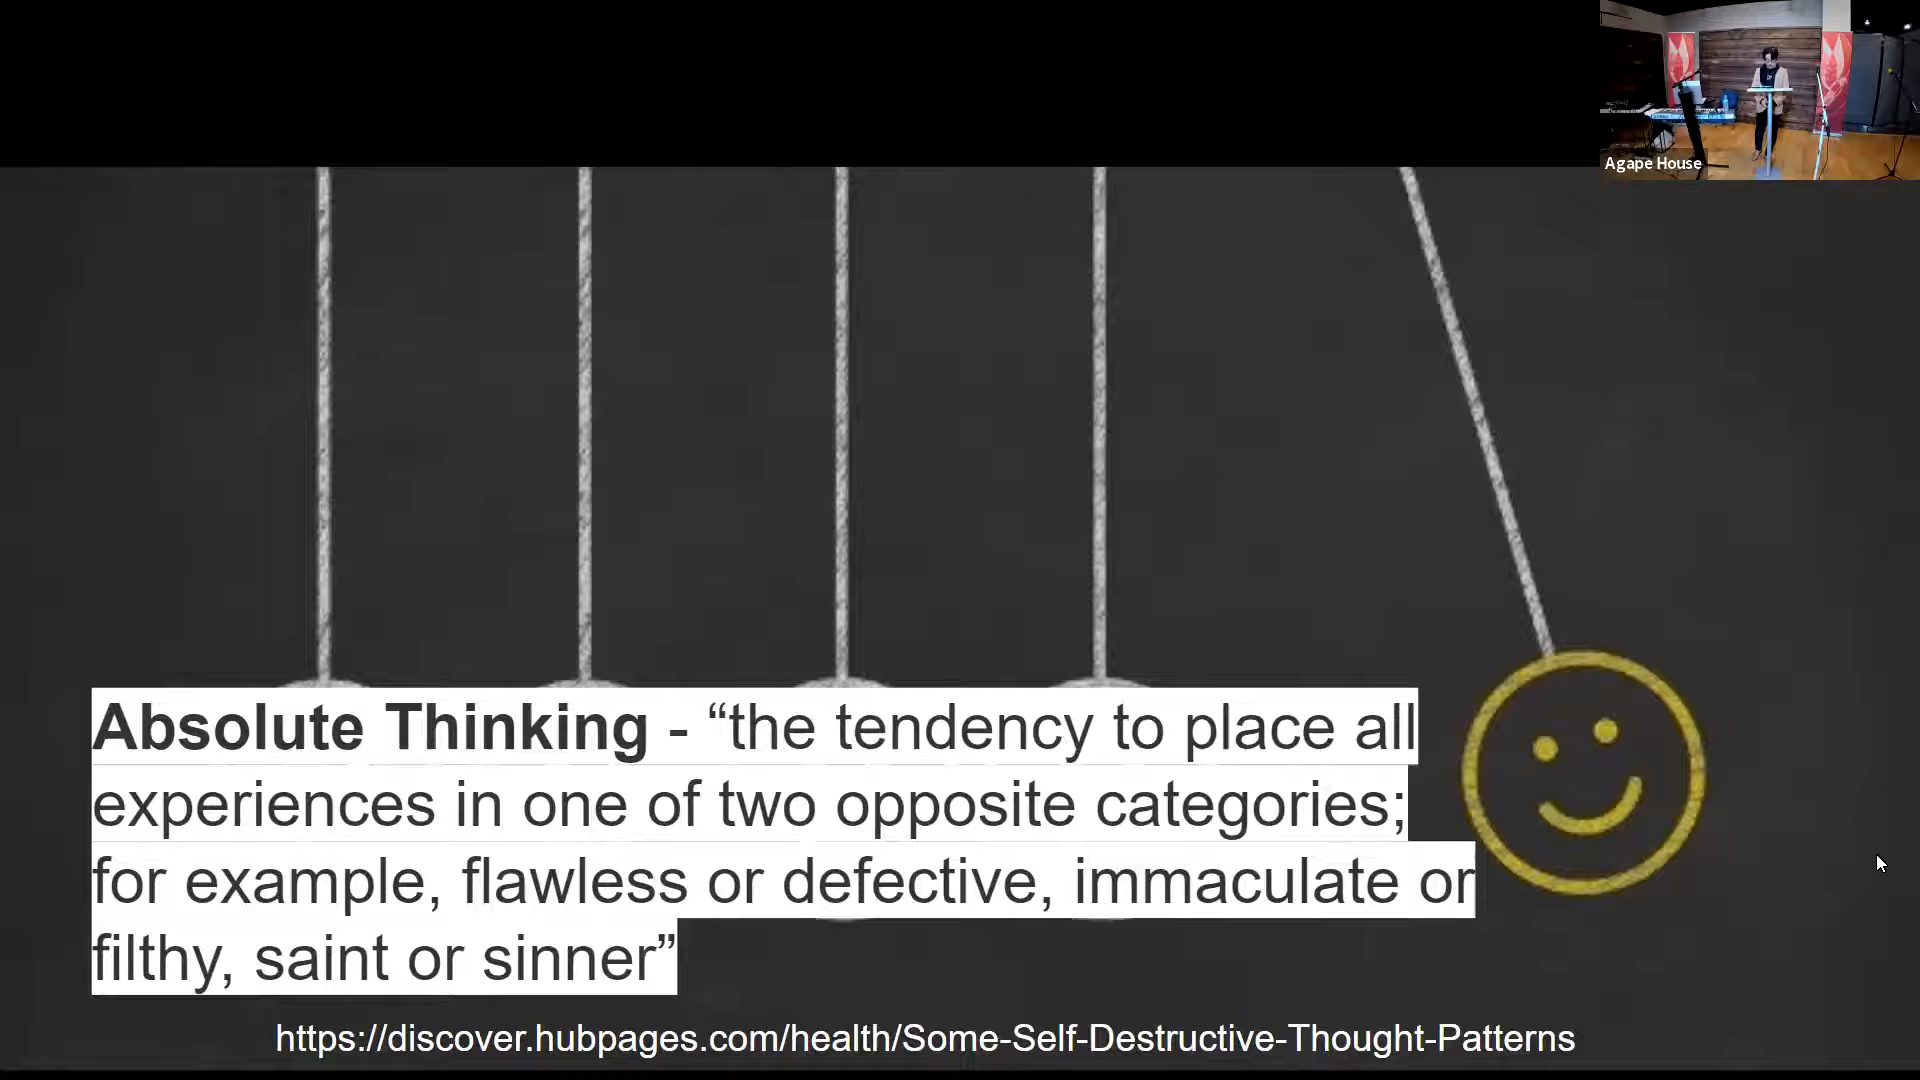 Agape House
Absolute Thinking - “the tendency to place all
experiences in one of two opposite categories;
for example, flawless or defective, immaculate or
filthy, saint or sinner”
https://discover.hubpages.com/health/Some-Self-Destructive-Thought-Patterns